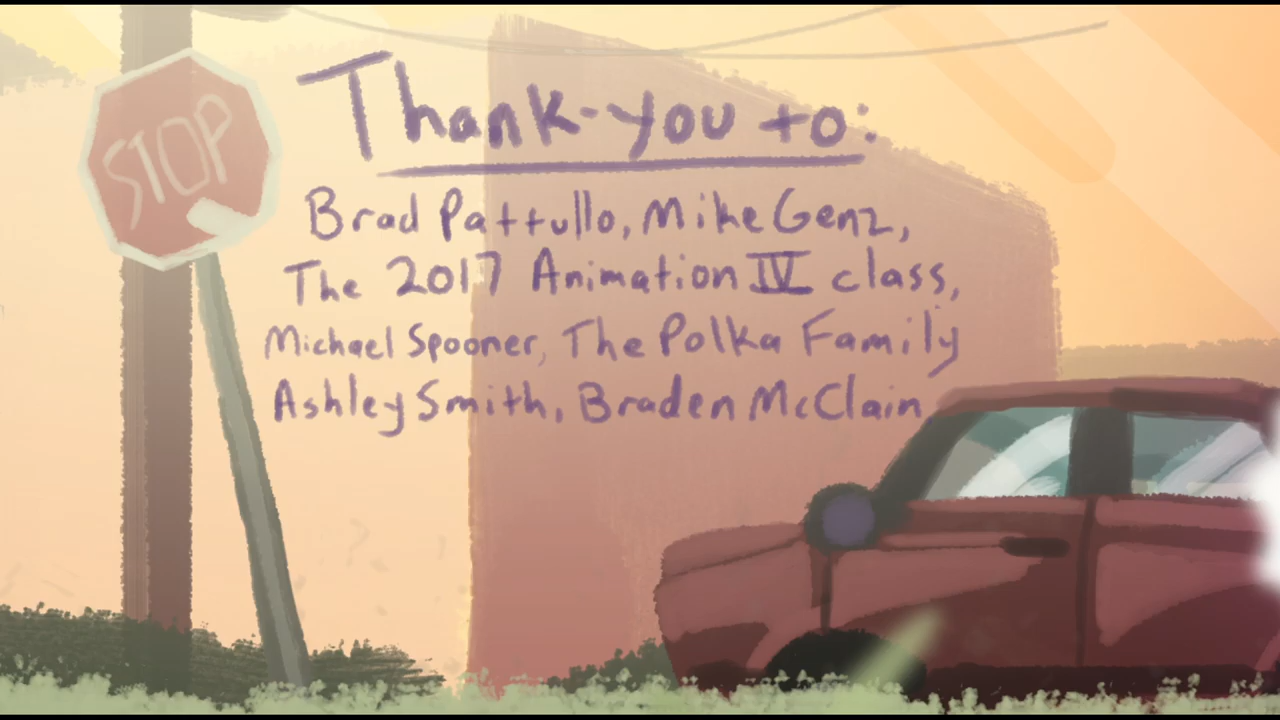 STOP
Thank-you to:
Brad Pattullo, Mike Genz,
The 2017 Animation IV class,
Michael Spooner, The Polka Family
Ashley Smith, Braden McClain